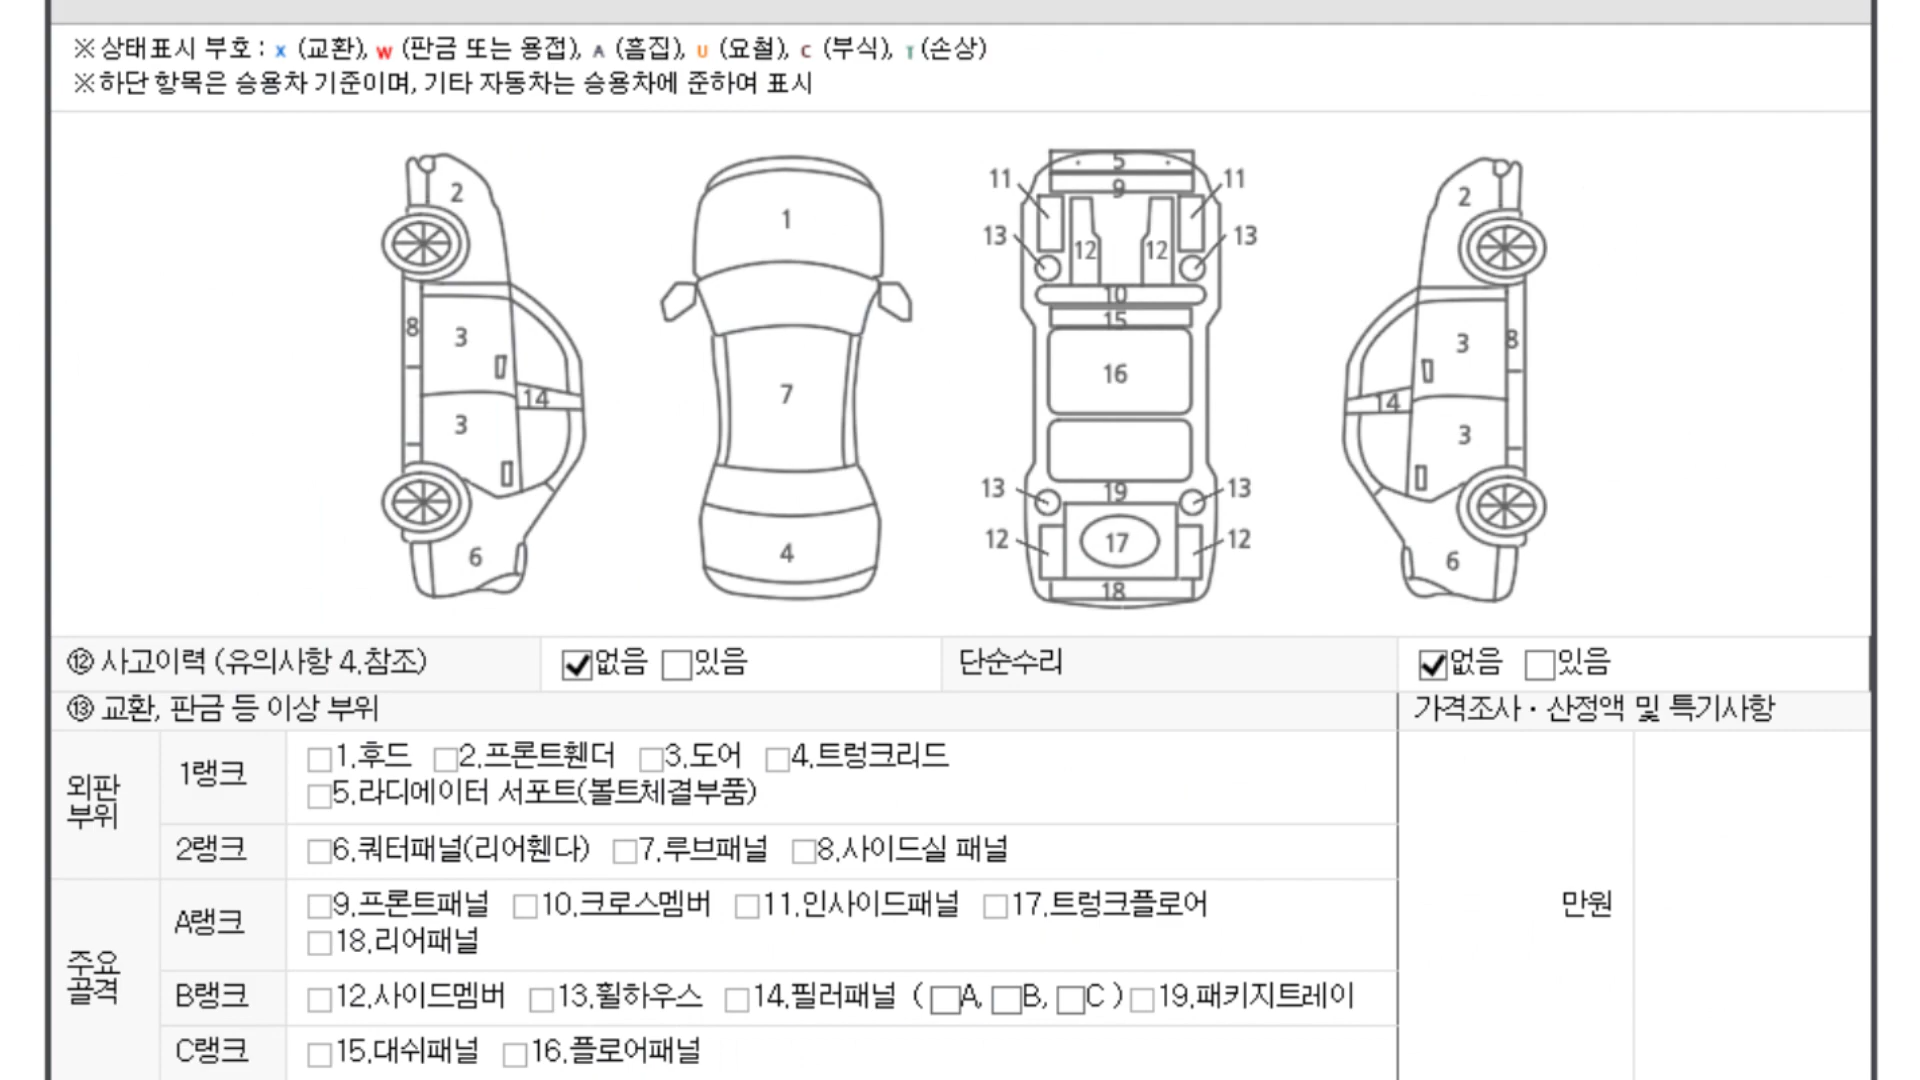 ※ 상태표시 부호 : X (교환), W (판금 또는 용접), A (흠집), U (요철), C (부식), T (손상)
※ 하단 항목은 승용차 기준이며, 기타 자동차는 승용차에 준하여 표시
2
8
3
3
14
6
1
7
4
5
9
11
11
13
13
12
12
10
15
16
13
19
13
12
17
12
18
2
3
8
14
3
6
⑫ 사고이력 (유의사항 4.참조) 없음 있음 단순수리 없음 있음
⑬ 교환, 판금 등 이상 부위 가격조사·산정액 및 특기사항
외판
부위
1랭크
1.후드 2.프론트휀더 3.도어 4.트렁크리드
5.라디에이터 서포트(볼트체결부품)
2랭크
6.쿼터패널(리어휀다) 7.루브패널 8.사이드실 패널
주요
골격
A랭크
9.프론트패널 10.크로스멤버 11.인사이드패널 17.트렁크플로어
18.리어패널
B랭크
12.사이드멤버 13.휠하우스 14.필러패널 ( A, B, C ) 19.패키지트레이
C랭크
15.대쉬패널 16.플로어패널
만원